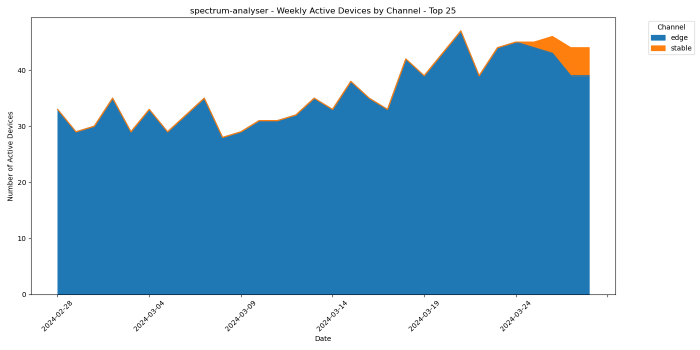 spectrum-analyser - Weekly Active Devices by Channel - Top 25
Channel
edge
stable
Number of Active Devices
40
30
20
10
0
2024-02-28
2024-03-04
2024-03-09
2024-03-14
2024-03-19
2024-03-24
Date